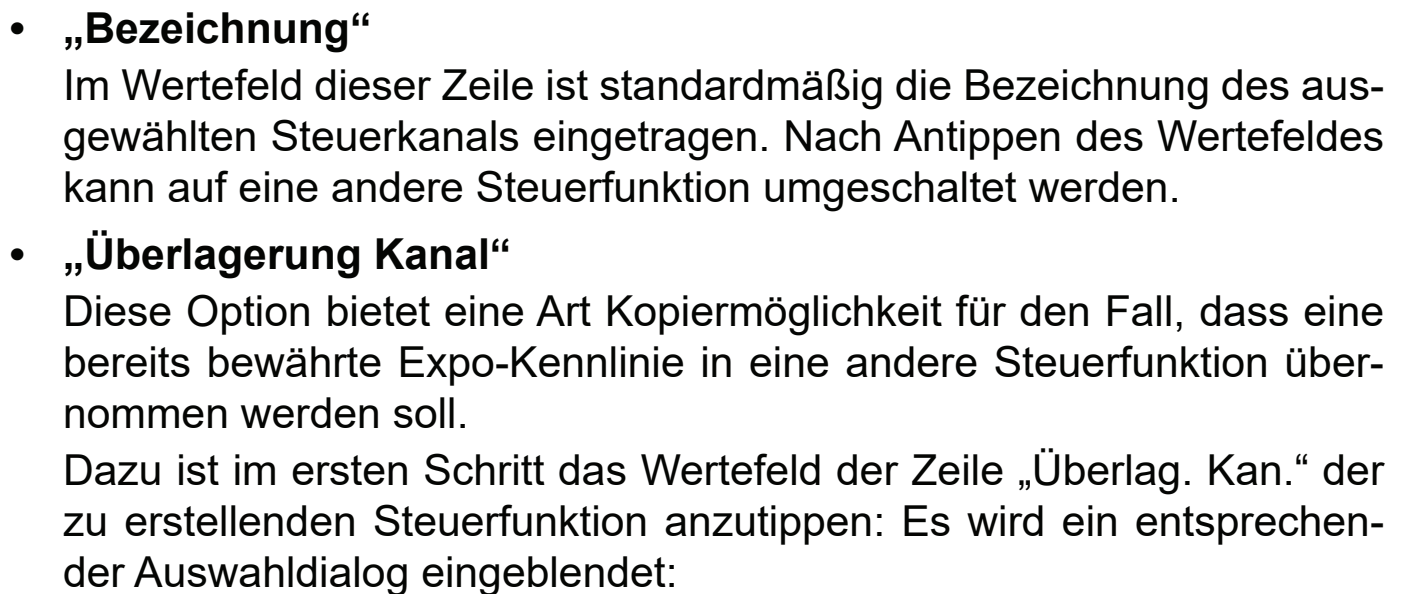 • „Bezeichnung“
Im Wertefeld dieser Zeile ist standardmäßig die Bezeichnung des aus-
gewählten Steuerkanals eingetragen. Nach Antippen des Wertefeldes
kann auf eine andere Steuerfunktion umgeschaltet werden.
• „Überlagerung Kanal“
Diese Option bietet eine Art Kopiermöglichkeit für den Fall, dass eine
bereits bewährte Expo-Kennlinie in eine andere Steuerfunktion über-
nommen werden soll.
Dazu ist im ersten Schritt das Wertefeld der Zeile „Überlag. Kan.“ der
zu erstellenden Steuerfunktion anzutippen: Es wird ein entsprechen-
der Auswahldialog eingeblendet: